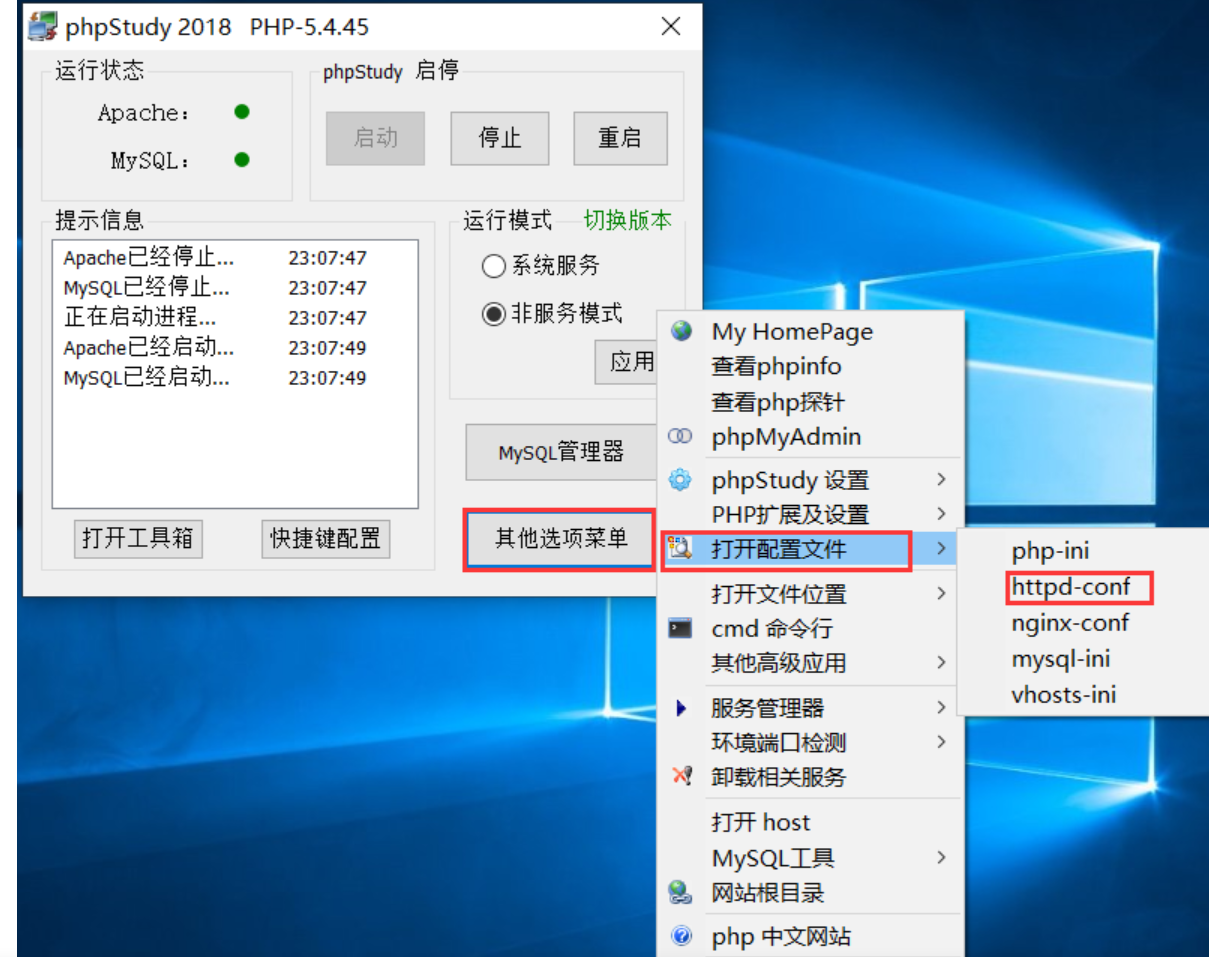 phpStudy 2018 PHP-5.4.45
运行状态
Apache:
MySQL:
phpStudy 启停
启动
停止
重启
提示信息
Apache已经停止... 23:07:47
MySQL已经停止... 23:07:47
正在启动进程... 23:07:47
Apache已经启动... 23:07:49
MySQL已经启动... 23:07:49
运行模式
切换版本
系统服务
非服务模式
应用
MySQL管理器
打开工具箱
快捷键配置
其他选项菜单
My HomePage
查看phpinfo
查看php探针
phpMyAdmin
phpStudy 设置
PHP扩展及设置
打开配置文件
打开文件位置
cmd 命令行
其他高级应用
服务管理器
环境端口检测
卸载相关服务
打开 host
MySQL工具
网站根目录
php 中文网站
php-ini
httpd-conf
nginx-conf
mysql-ini
vhosts-ini